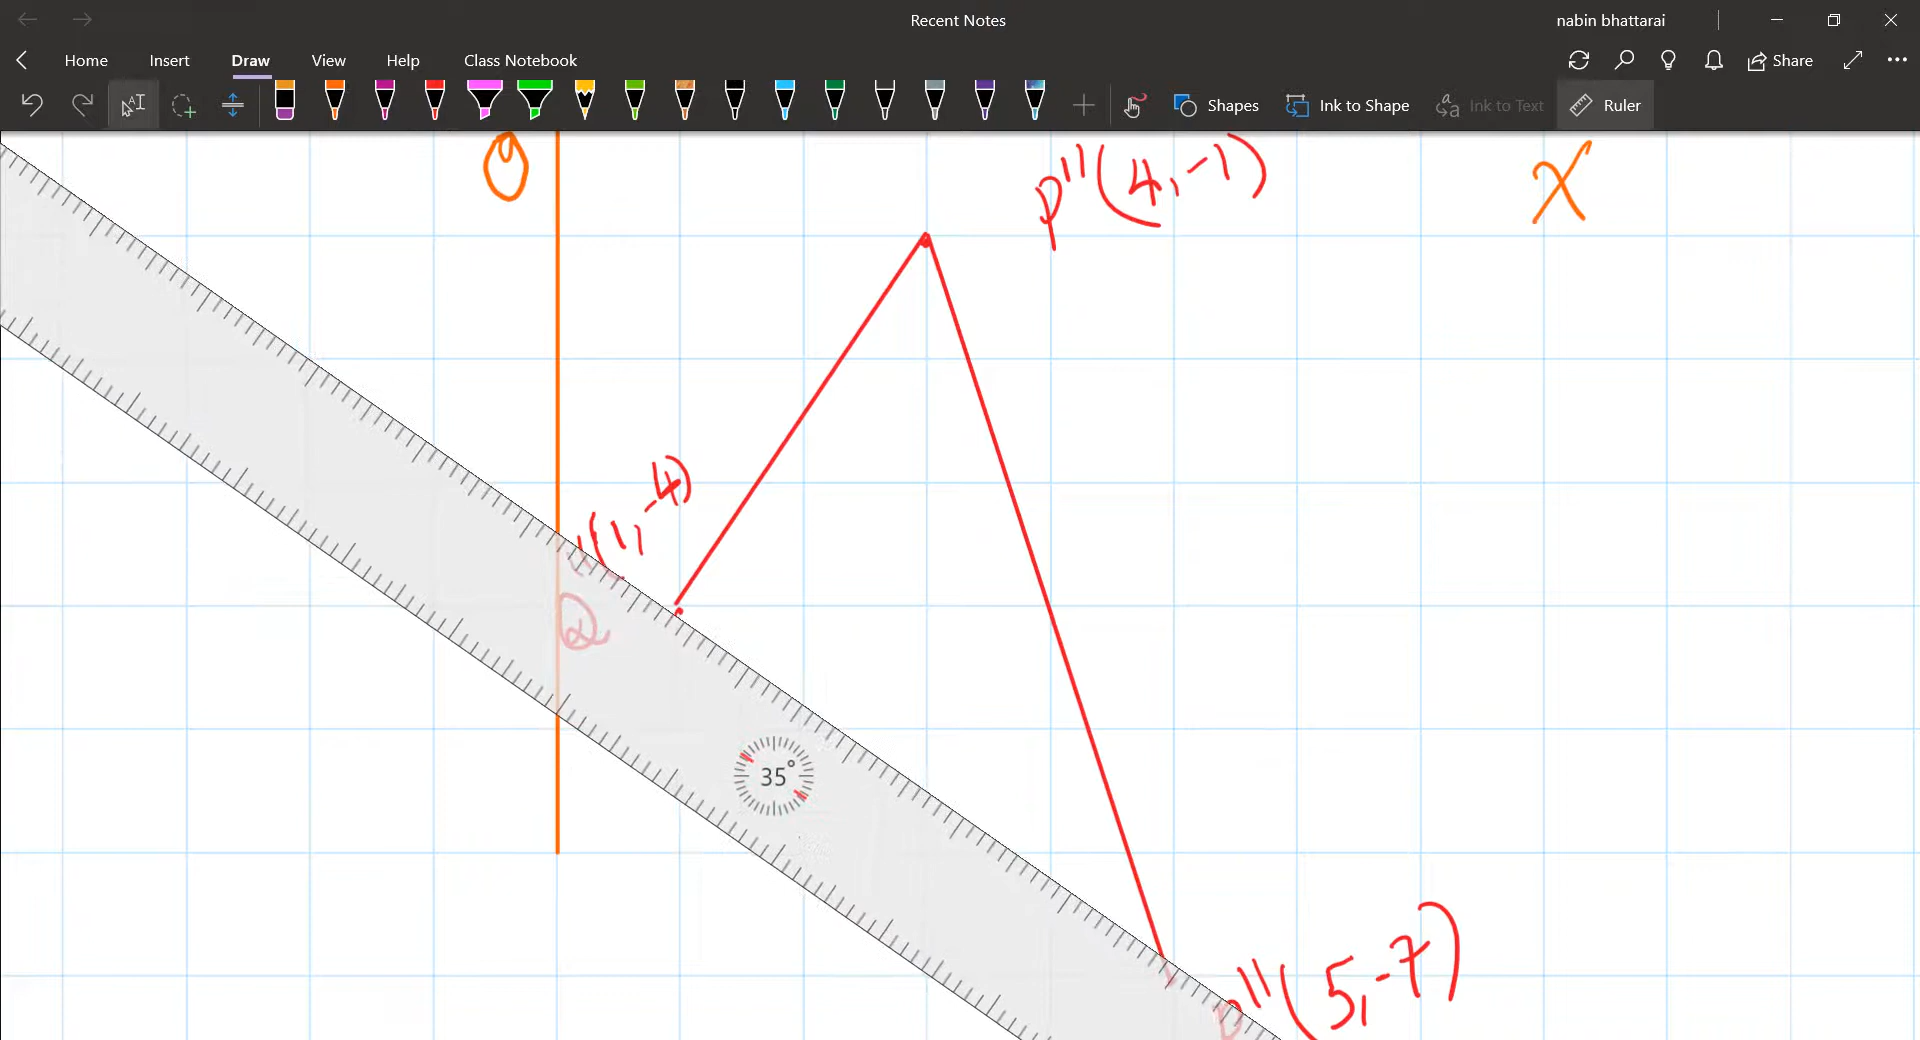 Recent Notes
nabin bhattarai
Home Insert Draw View Help Class Notebook
Share
Shapes Ink to Shape Ink to Text Ruler
O
P"(4,-1)
X
Q"(1,-4)
35°
"(5,-7)